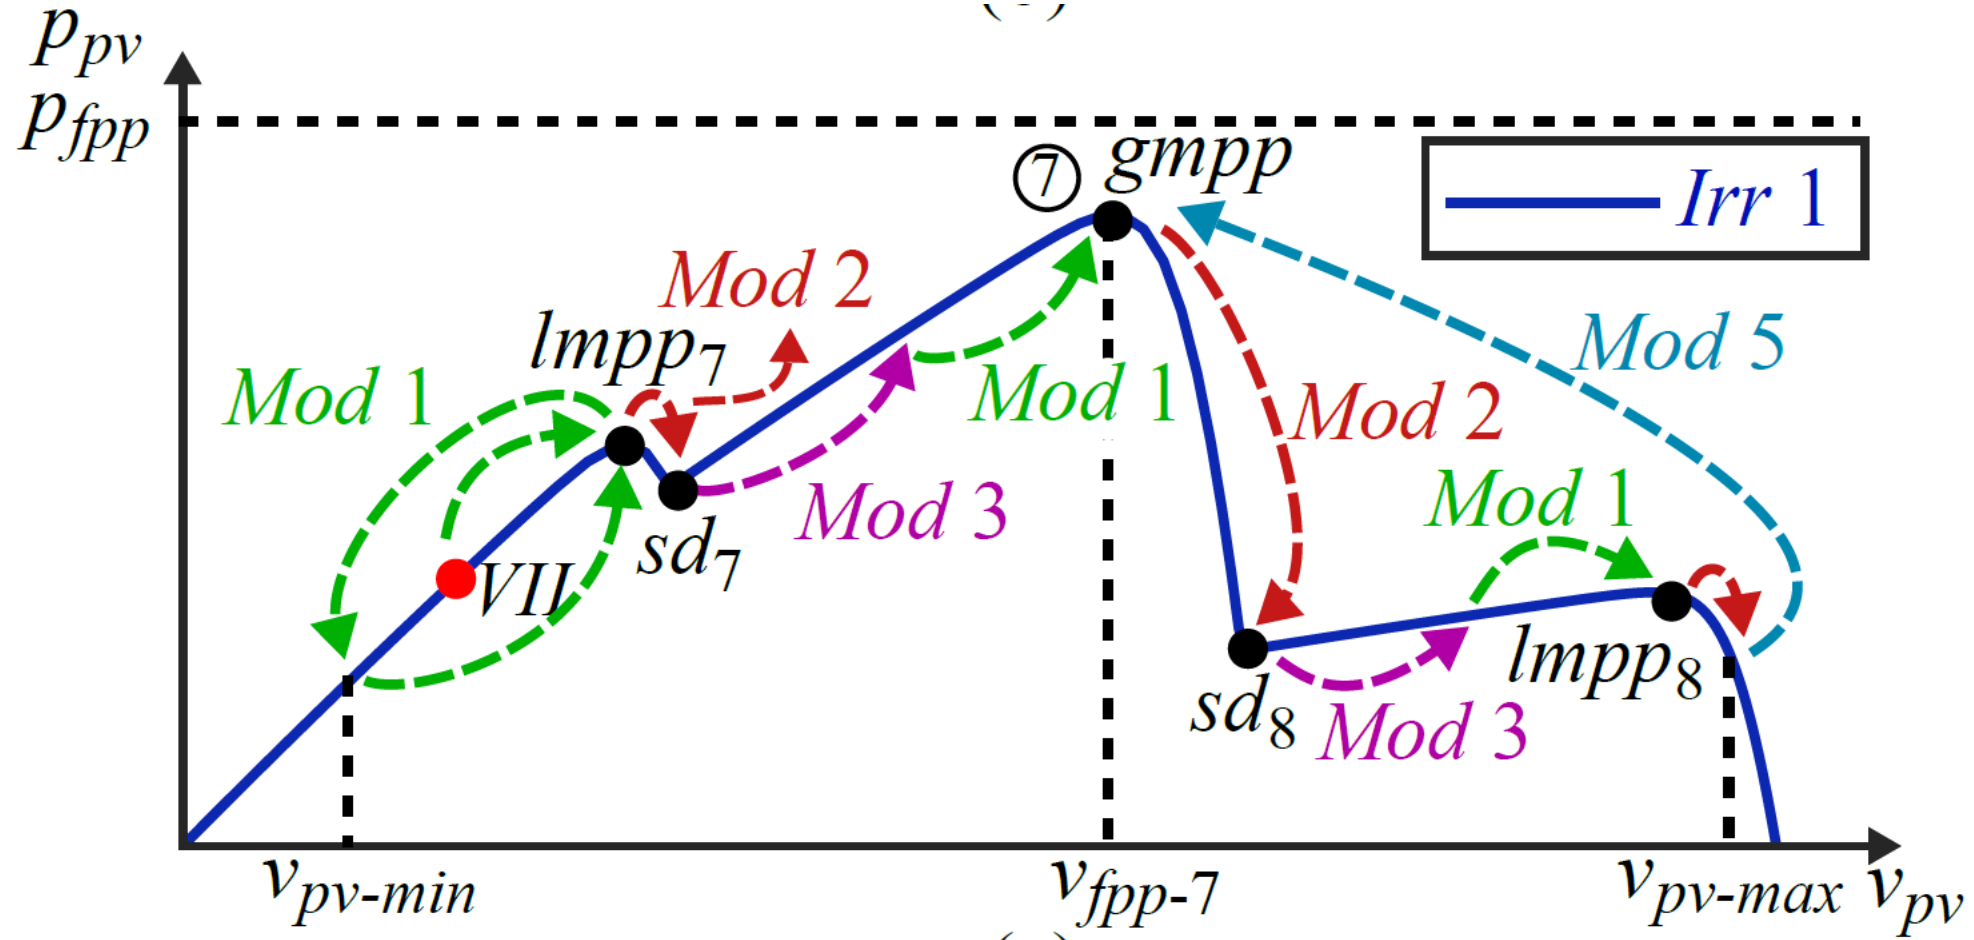 p_pv
p_fpp
⑦ gmpp
Irr 1
Mod 2
lmpp_7
Mod 5
Mod 1
Mod 1
Mod 2
Mod 3
Mod 1
sd_7
VII
lmpp_8
sd_8
Mod 3
v_pv-min
v_fpp-7
v_pv-max
v_pv